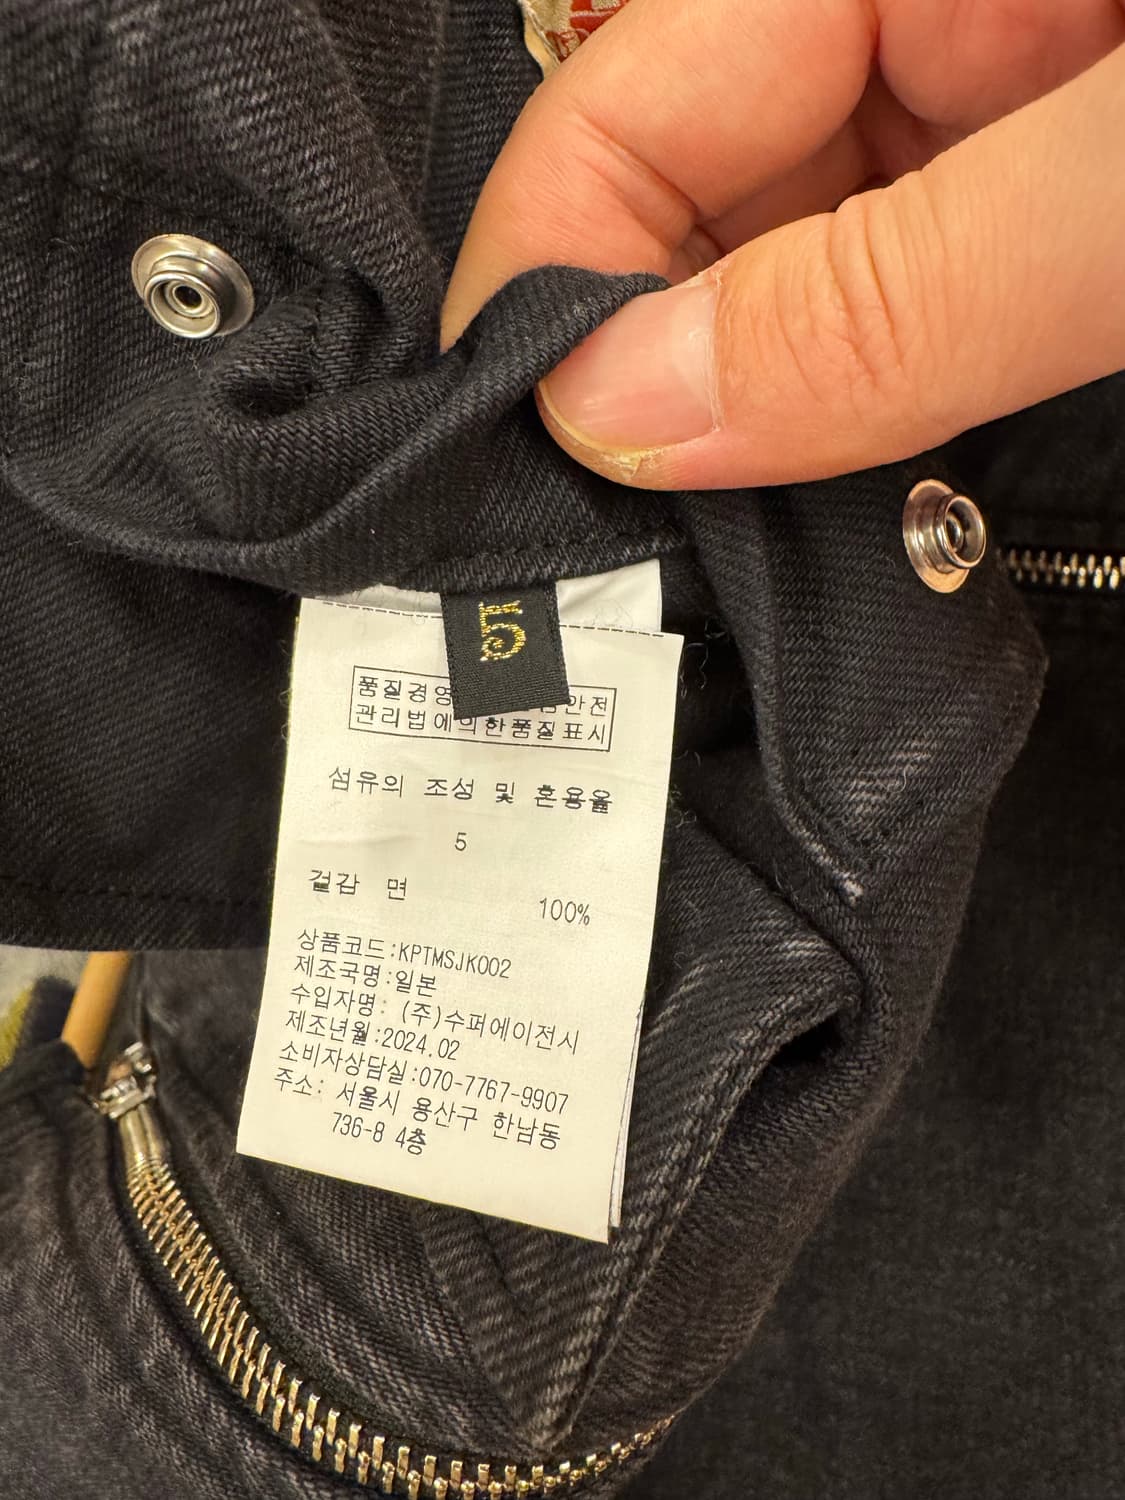 5
품질경영 안전
관리법에의한품질표시
섬유의 조성 및 혼용율
5
겉감 면
100%
상품코드:KPTMSJK002
제조국명:일본
수입자명: (주)수퍼에이전시
제조년월:2024.02
소비자상담실:070-7767-9907
주소: 서울시 용산구 한남동
736-8 4층